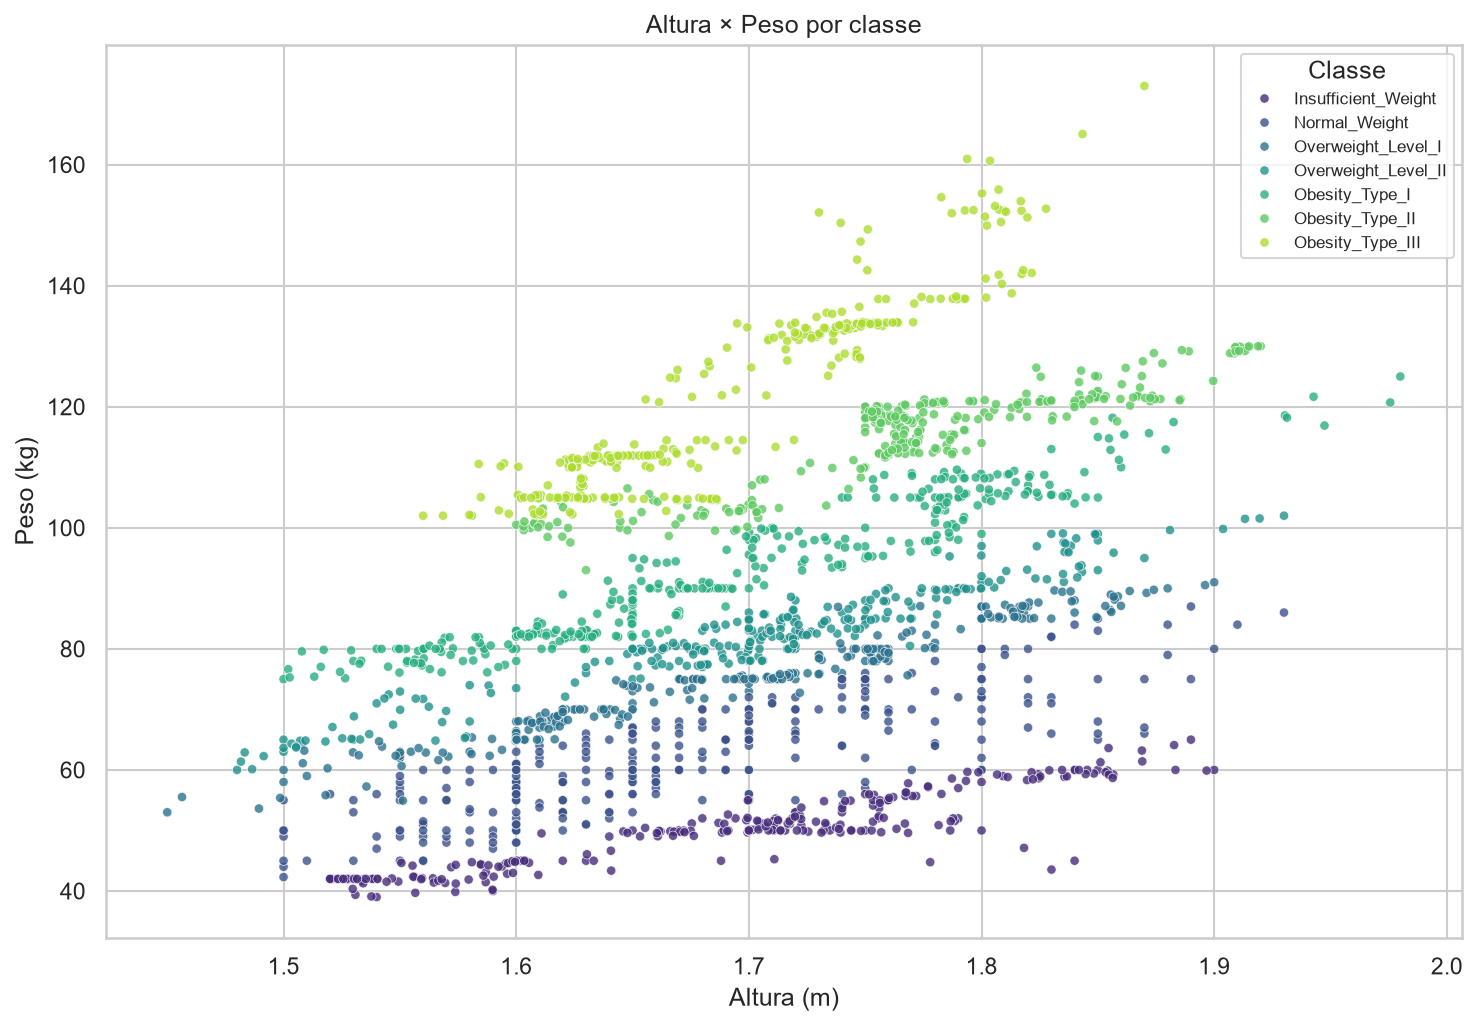 Altura × Peso por classe
Classe
Insufficient_Weight
Normal_Weight
Overweight_Level_I
Overweight_Level_II
Obesity_Type_I
Obesity_Type_II
Obesity_Type_III
Peso (kg)
160
140
120
100
80
60
40
1.5 1.6 1.7 1.8 1.9 2.0
Altura (m)